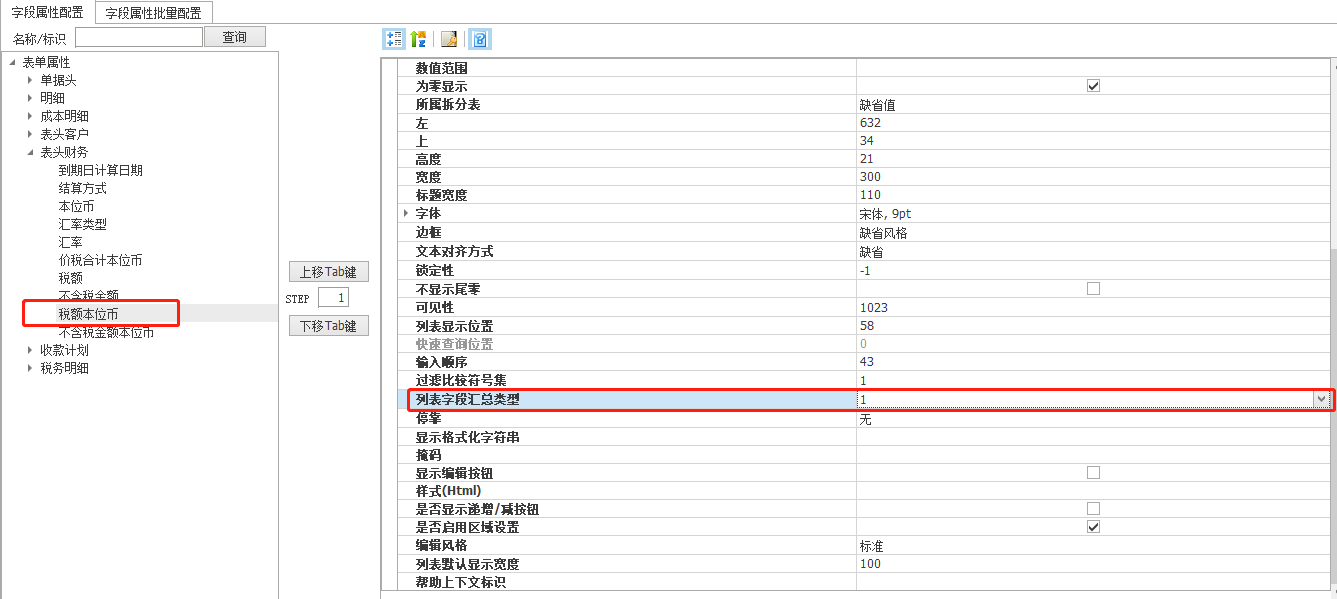 字段属性配置
字段属性批量配置
名称/标识
查询
表单属性
单据头
明细
成本明细
表头客户
表头财务
到期日计算日期
结算方式
本位币
汇率类型
汇率
价税合计本位币
税额
不含税金额
税额本位币
不含税金额本位币
收款计划
税务明细
上移Tab键
STEP 1
下移Tab键
数值范围
为零显示
所属拆分表 缺省值
左 632
上 34
高度 21
宽度 300
标题宽度 110
字体 宋体, 9pt
边框 缺省风格
文本对齐方式 缺省
锁定性 -1
不显示尾零
可见性 1023
列表显示位置 58
快速查询位置 0
输入顺序 43
过滤比较符号集 1
列表字段汇总类型 1
停靠 无
显示格式化字符串
掩码
显示编辑按钮
样式(Html)
是否显示递增/减按钮
是否启用区域设置
编辑风格 标准
列表默认显示宽度 100
帮助上下文标识